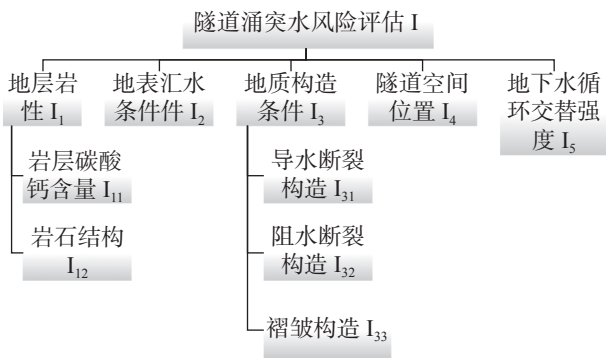 隧道涌突水风险评估 I
地层岩
性 I₁
地表汇水
条件件 I₂
地质构造
条件 I₃
隧道空间
位置 I₄
地下水循
环交替强
度 I₅
岩层碳酸
钙含量 I₁₁
岩石结构
I₁₂
导水断裂
构造 I₃₁
阻水断裂
构造 I₃₂
褶皱构造 I₃₃